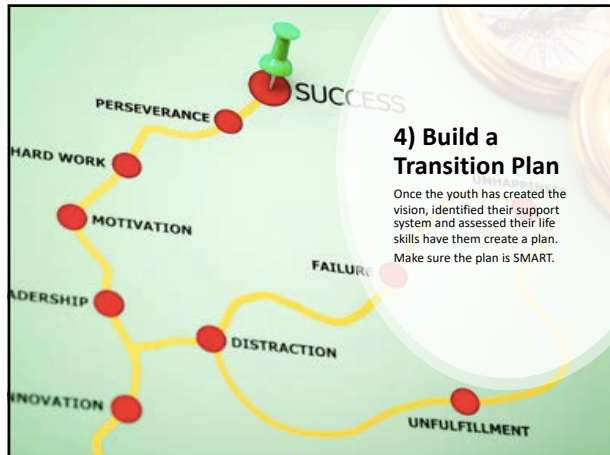 SUCCESS
PERSEVERANCE
HARD WORK
MOTIVATION
ADERSHIP
NNOVATION
DISTRACTION
FAILURE
UNHAPPINESS
UNFULFILLMENT
4) Build a
Transition Plan
Once the youth has created the
vision, identified their support
system and assessed their life
skills have them create a plan.
Make sure the plan is SMART.